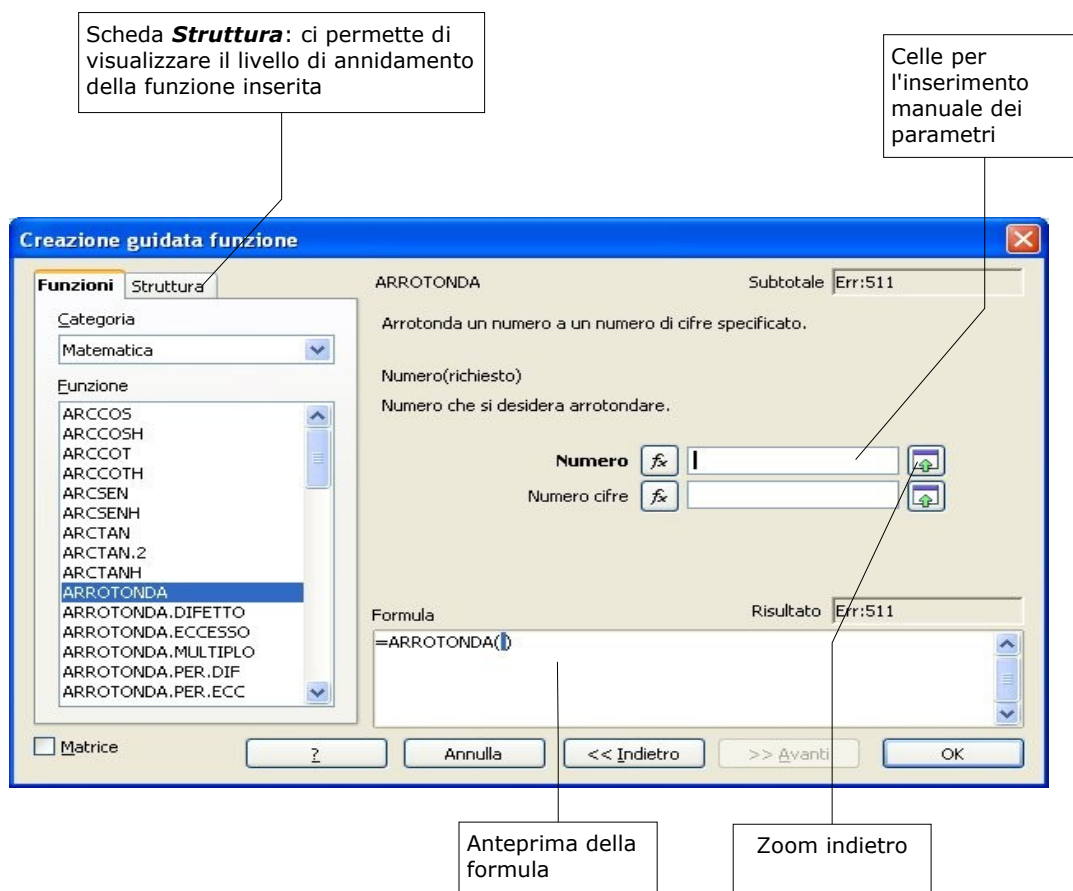 Scheda Struttura: ci permette di
visualizzare il livello di annidamento
della funzione inserita
Celle per
l'inserimento
manuale dei
parametri
Creazione guidata funzione
Funzioni
Struttura
ARROTONDA
Subtotale
Err:511
Categoria
Matematica
Arrotonda un numero a un numero di cifre specificato.
Funzione
Numero(richiesto)
Numero che si desidera arrotondare.
ARCCOS
ARCCOSH
ARCCOT
ARCCOTH
ARCSEN
ARCSENH
ARCTAN
ARCTAN.2
ARCTANH
ARROTONDA
ARROTONDA.DIFETTO
ARROTONDA.ECCESSO
ARROTONDA.MULTIPLO
ARROTONDA.PER.DIF
ARROTONDA.PER.ECC
Numero fx
Numero cifre fx
Formula
Risultato
Err:511
=ARROTONDA()
Matrice
?
Annulla
<< Indietro
>> Avanti
OK
Anteprima della
formula
Zoom indietro